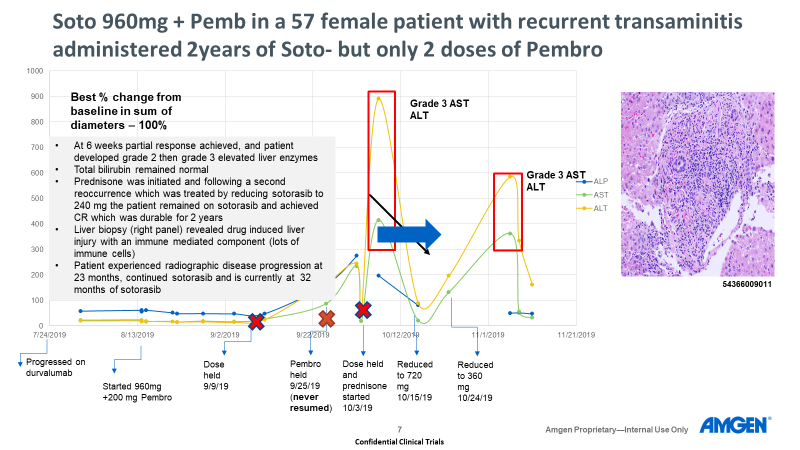 Soto 960mg + Pemb in a 57 female patient with recurrent transaminitis
administered 2years of Soto- but only 2 doses of Pembro
1000
900
800
700
600
500
400
300
200
100
0
Best % change from
baseline in sum of
diameters – 100%
• At 6 weeks partial response achieved, and patient
developed grade 2 then grade 3 elevated liver enzymes
• Total bilirubin remained normal
• Prednisone was initiated and following a second
reoccurrence which was treated by reducing sotorasib to
240 mg the patient remained on sotorasib and achieved
CR which was durable for 2 years
• Liver biopsy (right panel) revealed drug induced liver
injury with an immune mediated component (lots of
immune cells)
• Patient experienced radiographic disease progression at
23 months, continued sotorasib and is currently at 32
months of sotorasib
Grade 3 AST
ALT
Grade 3 AST
ALT
ALP
AST
ALT
54366009011
7/24/2019
8/13/2019
9/2/2019
9/22/2019
10/12/2019
11/1/2019
11/21/2019
Progressed on
durvalumab
Started 960mg
+200 mg Pembro
Dose
held
9/9/19
Pembro
held
9/25/19
(never
resumed)
Dose held
and
prednisone
started
10/3/19
Reduced
to 720
mg
10/15/19
Reduced
to 360
mg
10/24/19
7
Confidential Clinical Trials
Amgen Proprietary—Internal Use Only
AMGEN